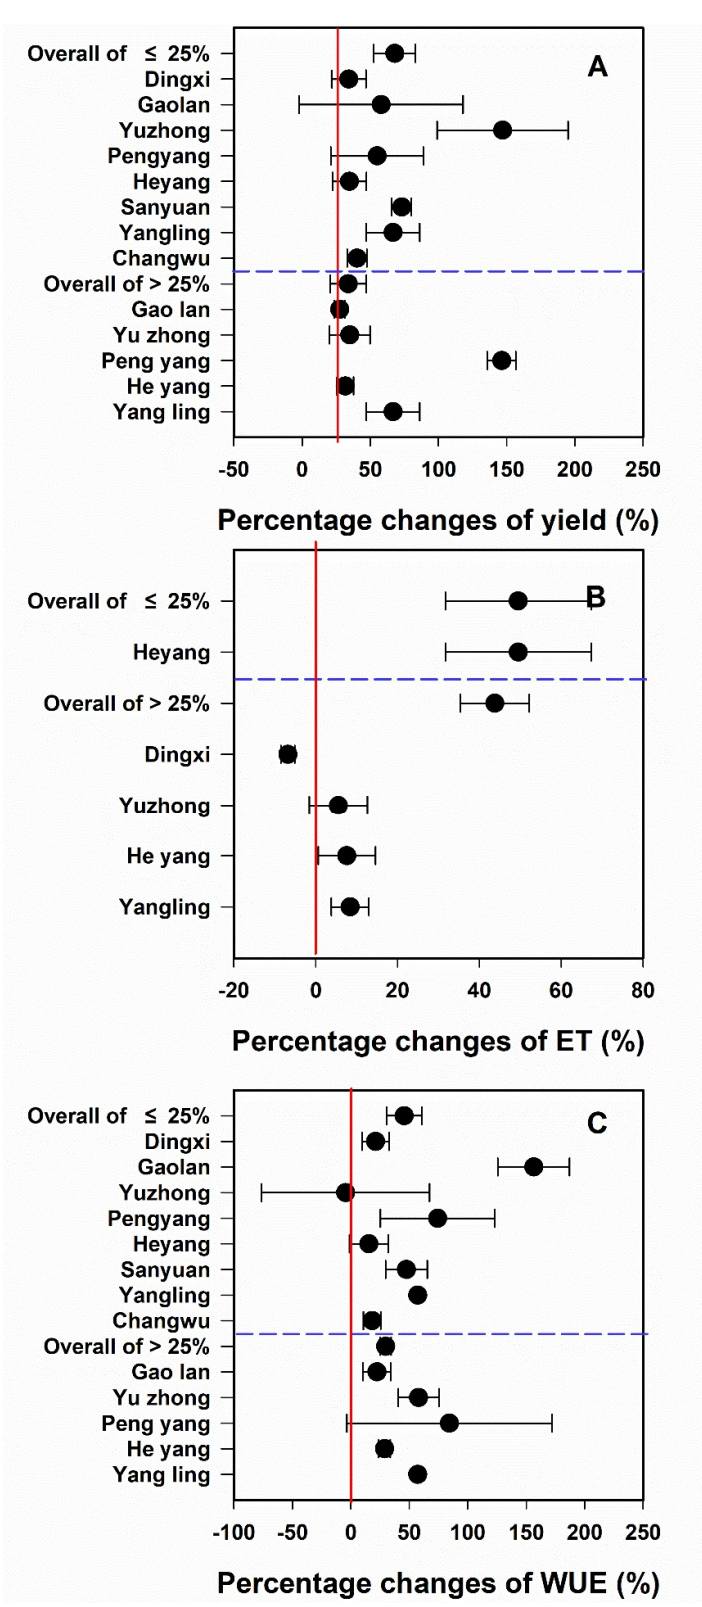 A
Overall of ≤ 25%
Dingxi
Gaolan
Yuzhong
Pengyang
Heyang
Sanyuan
Yangling
Changwu
Overall of > 25%
Gao lan
Yu zhong
Peng yang
He yang
Yang ling
-50 0 50 100 150 200 250
Percentage changes of yield (%)
B
Overall of ≤ 25%
Heyang
Overall of > 25%
Dingxi
Yuzhong
He yang
Yangling
-20 0 20 40 60 80
Percentage changes of ET (%)
C
Overall of ≤ 25%
Dingxi
Gaolan
Yuzhong
Pengyang
Heyang
Sanyuan
Yangling
Changwu
Overall of > 25%
Gao lan
Yu zhong
Peng yang
He yang
Yang ling
-100 -50 0 50 100 150 200 250
Percentage changes of WUE (%)